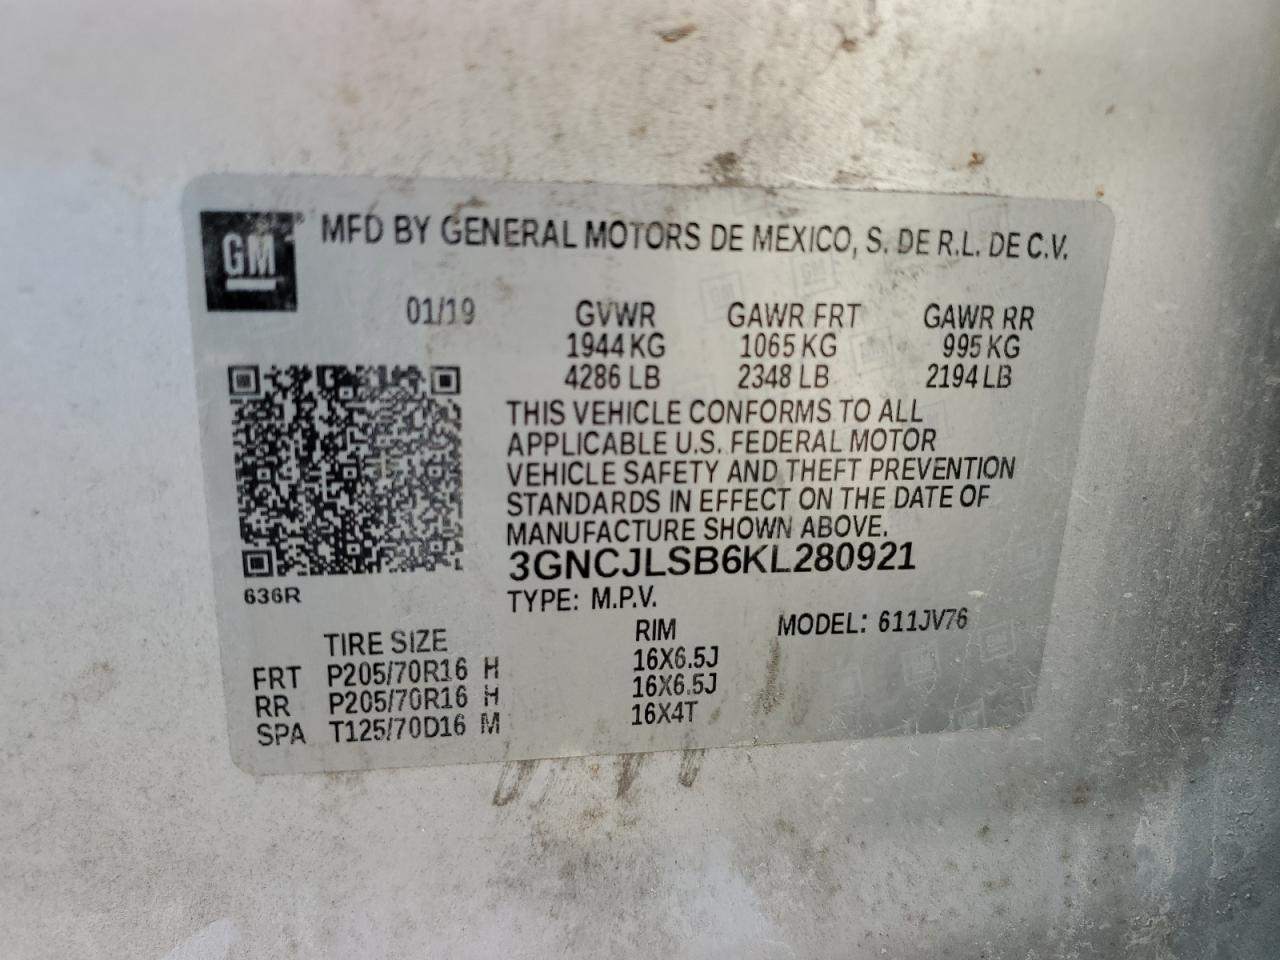 GM® MFD BY GENERAL MOTORS DE MEXICO, S. DE R.L. DE C.V.
01/19 GVWR GAWR FRT GAWR RR
1944 KG 1065 KG 995 KG
4286 LB 2348 LB 2194 LB
THIS VEHICLE CONFORMS TO ALL
APPLICABLE U.S. FEDERAL MOTOR
VEHICLE SAFETY AND THEFT PREVENTION
STANDARDS IN EFFECT ON THE DATE OF
MANUFACTURE SHOWN ABOVE.
3GNCJLSB6KL280921
636R
TYPE: M.P.V.
TIRE SIZE RIM MODEL: 611JV76
FRT P205/70R16 H 16X6.5J
RR P205/70R16 H 16X6.5J
SPA T125/70D16 M 16X4T